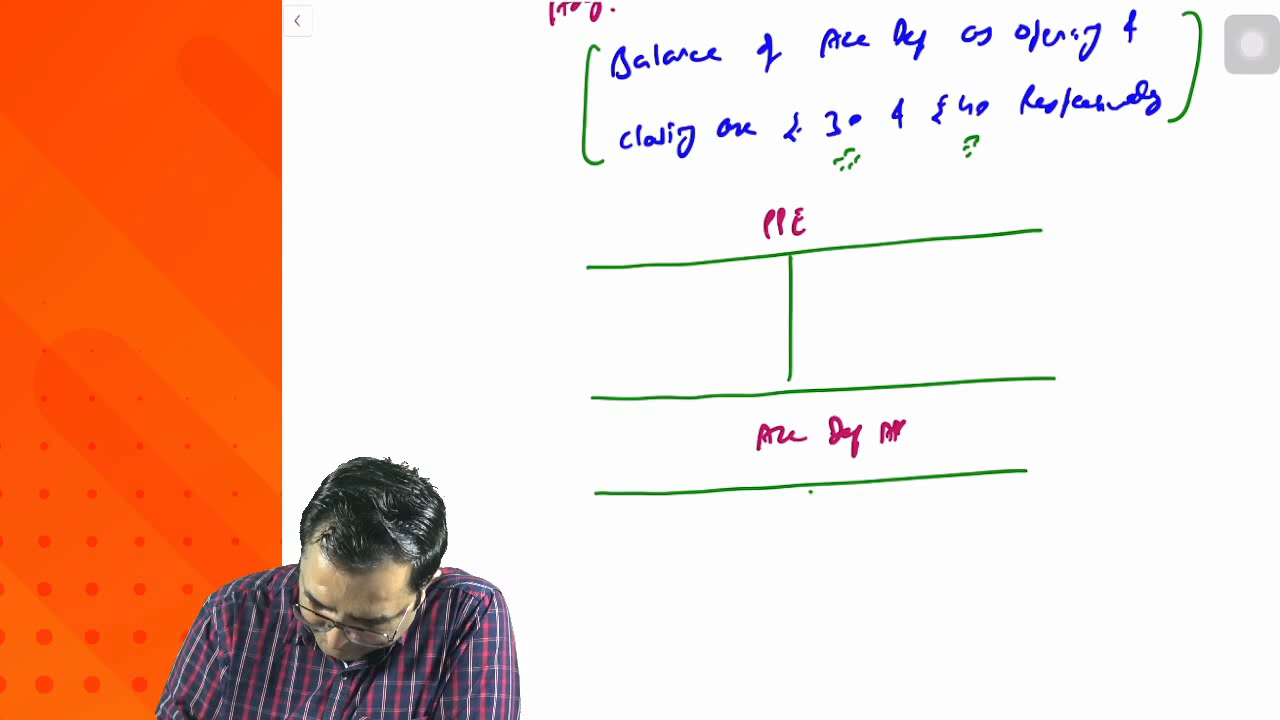 Balance of Acc Dep as opening &
closing are £ 30 & £ 40 Respectively
PPE
Acc Dep A/c